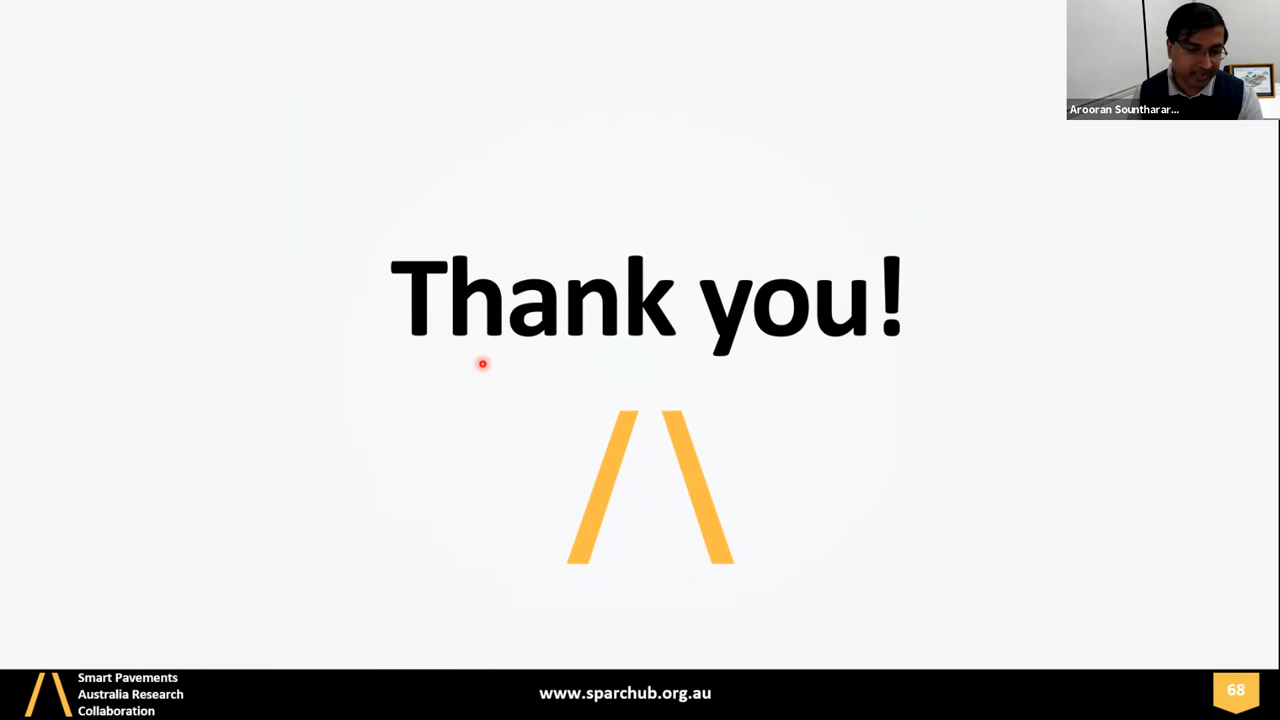 Arooran Sountharar...
Thank you!
Smart Pavements
Australia Research
Collaboration
www.sparchub.org.au
68